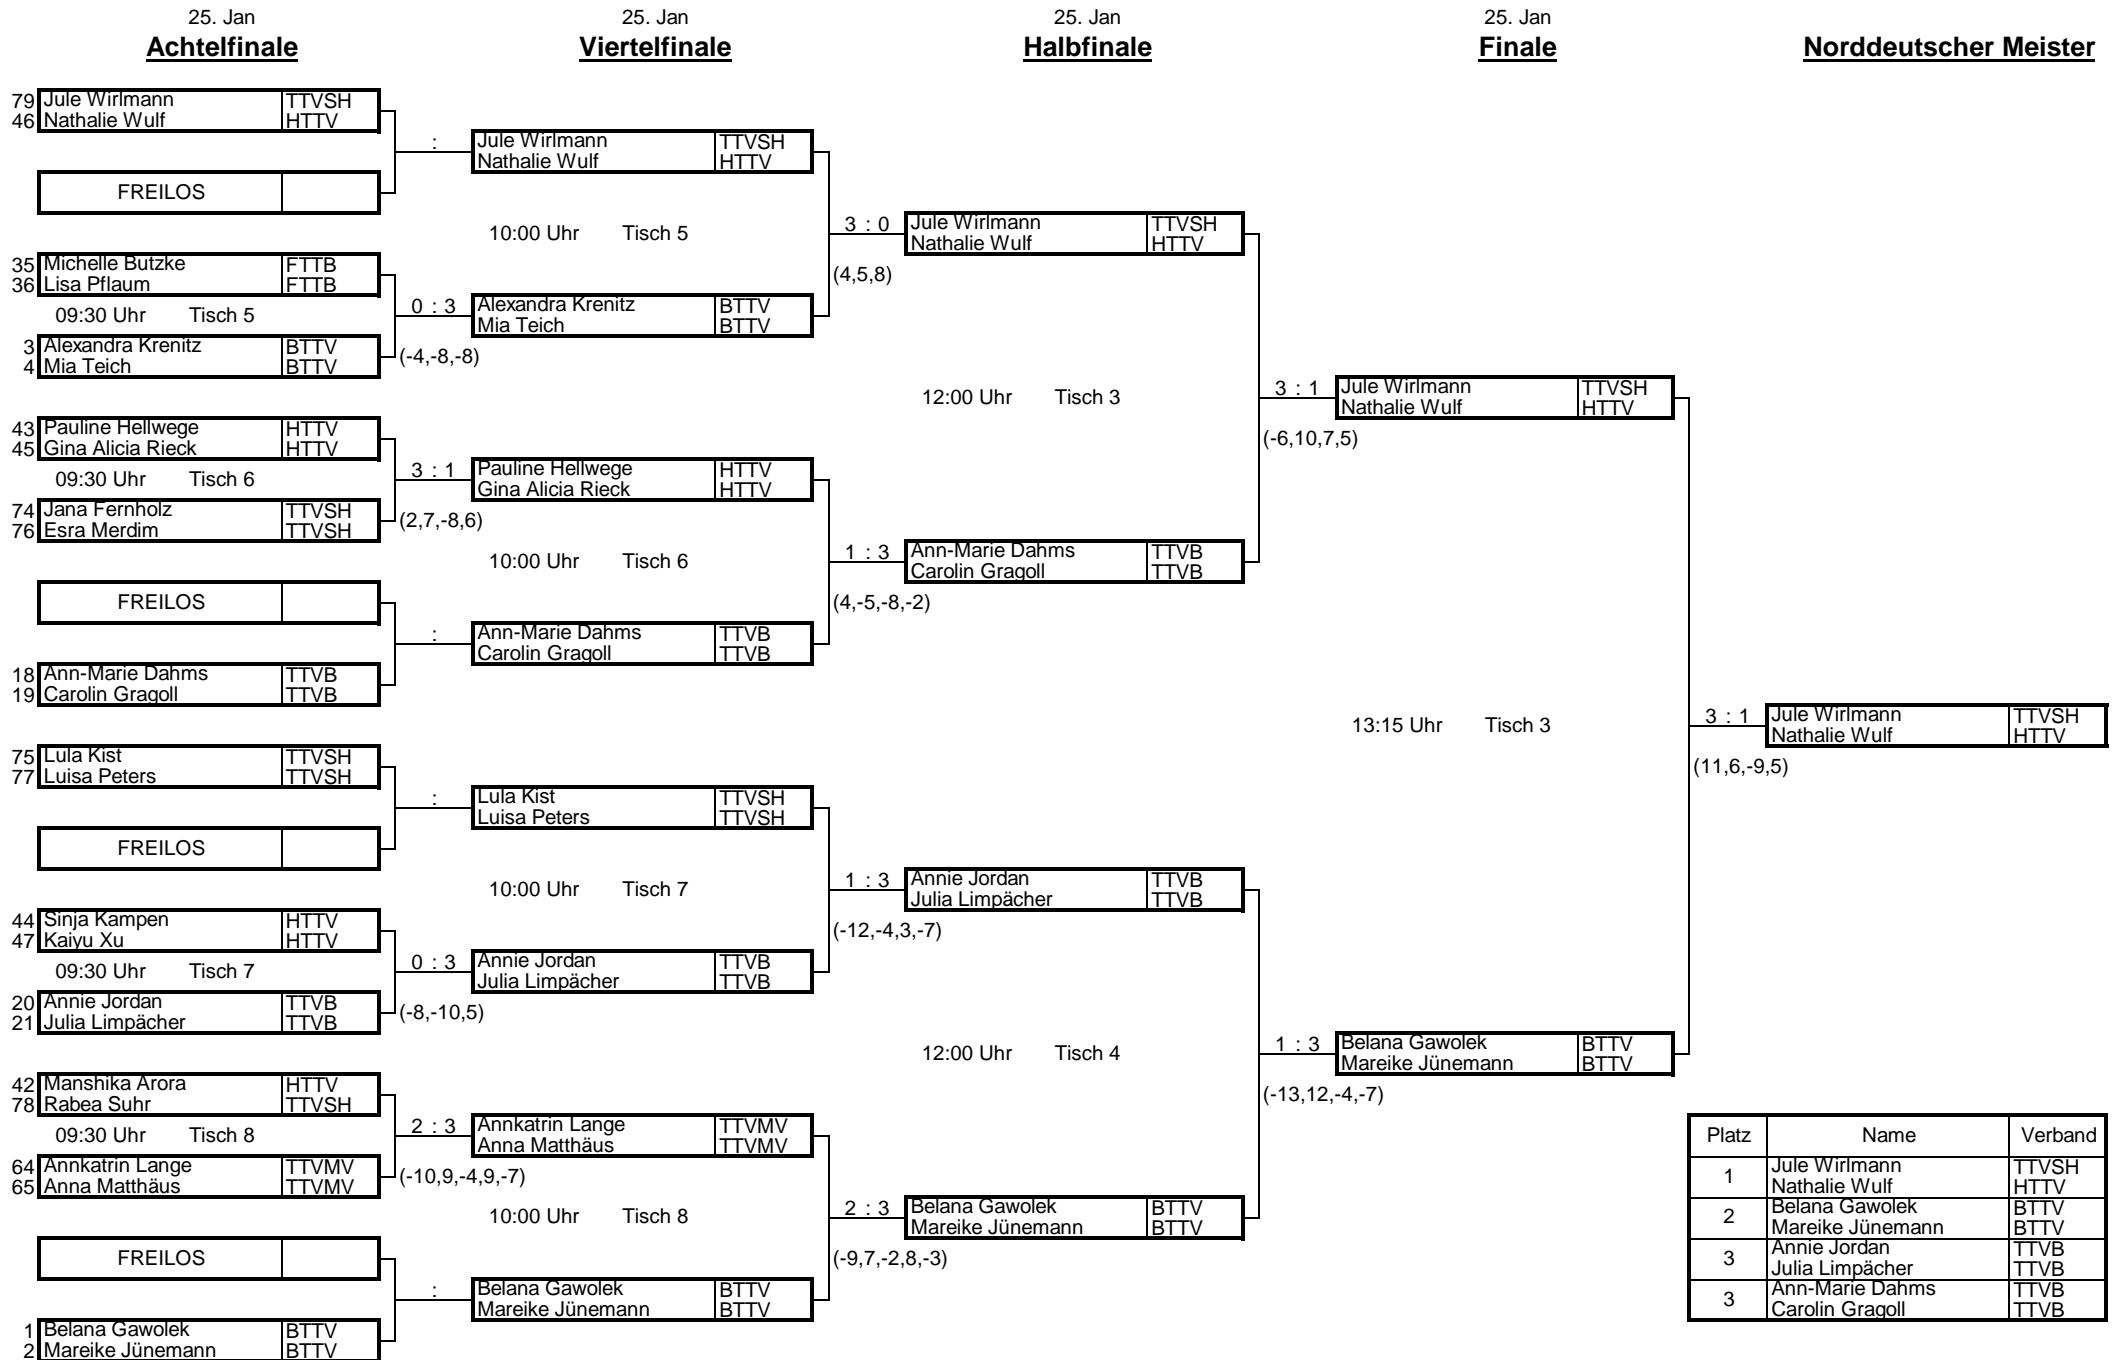 25. Jan 25. Jan 25. Jan 25. Jan
Achtelfinale Viertelfinale Halbfinale Finale Norddeutscher Meister
79 Jule Wirlmann TTVSH
46 Nathalie Wulf HTTV
: Jule Wirlmann TTVSH
Nathalie Wulf HTTV
FREILOS
10:00 Uhr Tisch 5
3 : 0 Jule Wirlmann TTVSH
Nathalie Wulf HTTV
35 Michelle Butzke FTTB
36 Lisa Pflaum FTTB
(4,5,8)
09:30 Uhr Tisch 5
0 : 3 Alexandra Krenitz BTTV
Mia Teich BTTV
3 Alexandra Krenitz BTTV
4 Mia Teich BTTV
(-4,-8,-8)
12:00 Uhr Tisch 3
3 : 1 Jule Wirlmann TTVSH
Nathalie Wulf HTTV
43 Pauline Hellwege HTTV
45 Gina Alicia Rieck HTTV
(-6,10,7,5)
09:30 Uhr Tisch 6
3 : 1 Pauline Hellwege HTTV
Gina Alicia Rieck HTTV
74 Jana Fernholz TTVSH
76 Esra Merdim TTVSH
(2,7,-8,6)
10:00 Uhr Tisch 6
1 : 3 Ann-Marie Dahms TTVB
Carolin Gragoll TTVB
FREILOS
(4,-5,-8,-2)
: Ann-Marie Dahms TTVB
Carolin Gragoll TTVB
18 Ann-Marie Dahms TTVB
19 Carolin Gragoll TTVB
13:15 Uhr Tisch 3
3 : 1 Jule Wirlmann TTVSH
Nathalie Wulf HTTV
(11,6,-9,5)
75 Lula Kist TTVSH
77 Luisa Peters TTVSH
: Lula Kist TTVSH
Luisa Peters TTVSH
FREILOS
10:00 Uhr Tisch 7
1 : 3 Annie Jordan TTVB
Julia Limpächer TTVB
44 Sinja Kampen HTTV
47 Kaiyu Xu HTTV
(-12,-4,3,-7)
09:30 Uhr Tisch 7
0 : 3 Annie Jordan TTVB
Julia Limpächer TTVB
20 Annie Jordan TTVB
21 Julia Limpächer TTVB
(-8,-10,5)
12:00 Uhr Tisch 4
1 : 3 Belana Gawolek BTTV
Mareike Jünemann BTTV
42 Manshika Arora HTTV
78 Rabea Suhr TTVSH
(-13,12,-4,-7)
09:30 Uhr Tisch 8
2 : 3 Annkatrin Lange TTVMV
Anna Matthäus TTVMV
64 Annkatrin Lange TTVMV
65 Anna Matthäus TTVMV
(-10,9,-4,9,-7)
10:00 Uhr Tisch 8
2 : 3 Belana Gawolek BTTV
Mareike Jünemann BTTV
FREILOS
(-9,7,-2,8,-3)
: Belana Gawolek BTTV
Mareike Jünemann BTTV
1 Belana Gawolek BTTV
2 Mareike Jünemann BTTV
Platz Name Verband
1 Jule Wirlmann TTVSH
Nathalie Wulf HTTV
2 Belana Gawolek BTTV
Mareike Jünemann BTTV
3 Annie Jordan TTVB
Julia Limpächer TTVB
3 Ann-Marie Dahms TTVB
Carolin Gragoll TTVB